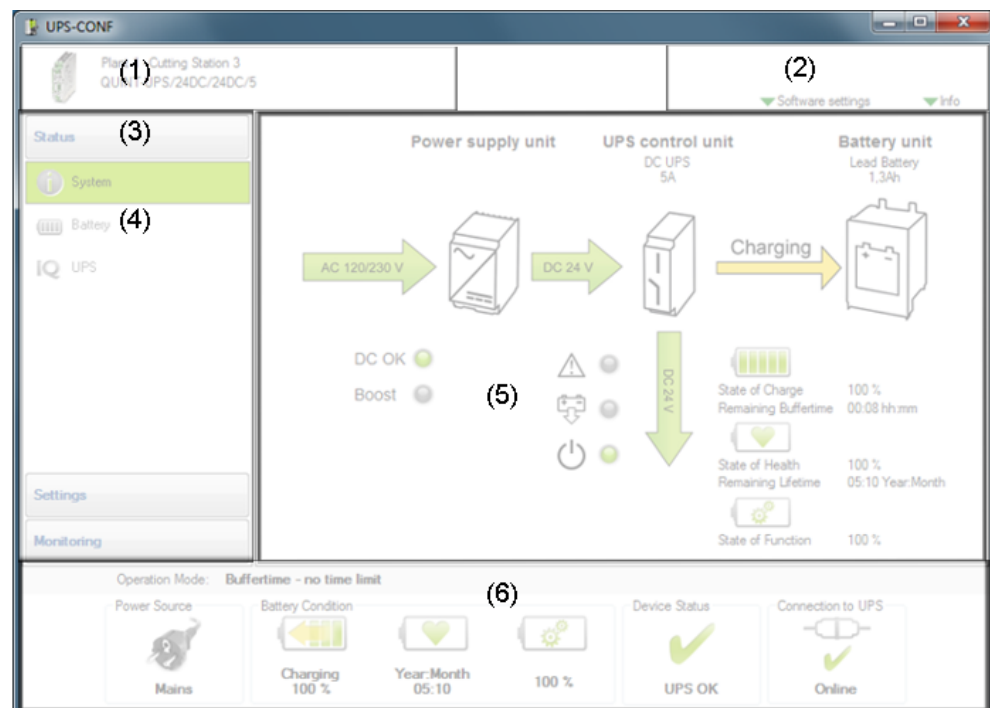 UPS-CONF
(1)
Cutting Station 3
QUINT-UPS/24DC/24DC/5
(2)
Software settings
Info
Status
(3)
System
Battery
(4)
IQ UPS
Settings
Monitoring
Power supply unit
UPS control unit
DC UPS
5A
Battery unit
Lead Battery
1,3Ah
AC 120/230 V
DC 24 V
Charging
DC OK
Boost
(5)
DC 24 V
State of Charge 100 %
Remaining Buffertime 00:08 hh:mm
State of Health 100 %
Remaining Lifetime 05:10 Year:Month
State of Function 100 %
Operation Mode: Buffertime - no time limit
(6)
Power Source
Mains
Battery Condition
Charging
100 %
Year:Month
05:10
100 %
Device Status
UPS OK
Connection to UPS
Online